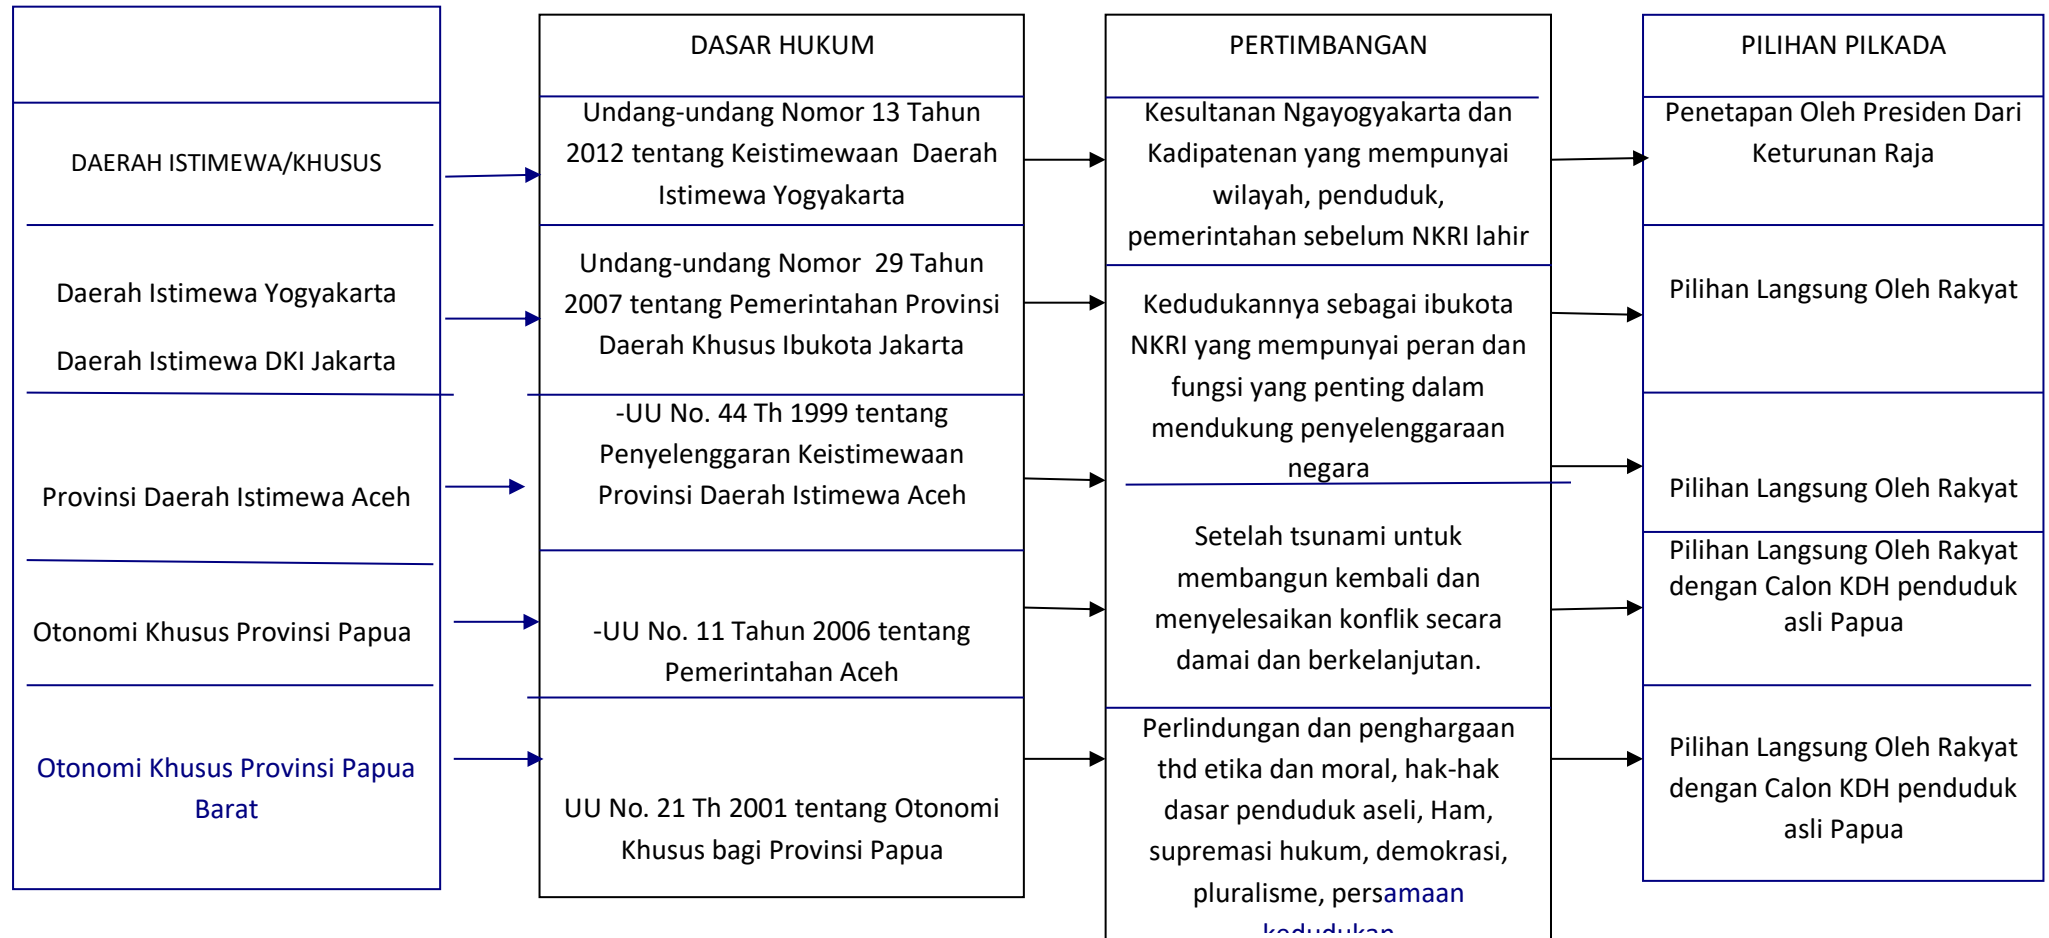 DAERAH ISTIMEWA/KHUSUS
Daerah Istimewa Yogyakarta
Daerah Istimewa DKI Jakarta
Provinsi Daerah Istimewa Aceh
Otonomi Khusus Provinsi Papua
Otonomi Khusus Provinsi Papua
Barat
DASAR HUKUM
Undang-undang Nomor 13 Tahun
2012 tentang Keistimewaan Daerah
Istimewa Yogyakarta
Undang-undang Nomor 29 Tahun
2007 tentang Pemerintahan Provinsi
Daerah Khusus Ibukota Jakarta
-UU No. 44 Th 1999 tentang
Penyelenggaran Keistimewaan
Provinsi Daerah Istimewa Aceh
-UU No. 11 Tahun 2006 tentang
Pemerintahan Aceh
UU No. 21 Th 2001 tentang Otonomi
Khusus bagi Provinsi Papua
PERTIMBANGAN
Kesultanan Ngayogyakarta dan
Kadipatenan yang mempunyai
wilayah, penduduk,
pemerintahan sebelum NKRI lahir
Kedudukannya sebagai ibukota
NKRI yang mempunyai peran dan
fungsi yang penting dalam
mendukung penyelenggaraan
negara
Setelah tsunami untuk
membangun kembali dan
menyelesaikan konflik secara
damai dan berkelanjutan.
Perlindungan dan penghargaan
thd etika dan moral, hak-hak
dasar penduduk aseli, Ham,
supremasi hukum, demokrasi,
pluralisme, persamaan
kedudukan
PILIHAN PILKADA
Penetapan Oleh Presiden Dari
Keturunan Raja
Pilihan Langsung Oleh Rakyat
Pilihan Langsung Oleh Rakyat
Pilihan Langsung Oleh Rakyat
dengan Calon KDH penduduk
asli Papua
Pilihan Langsung Oleh Rakyat
dengan Calon KDH penduduk
asli Papua